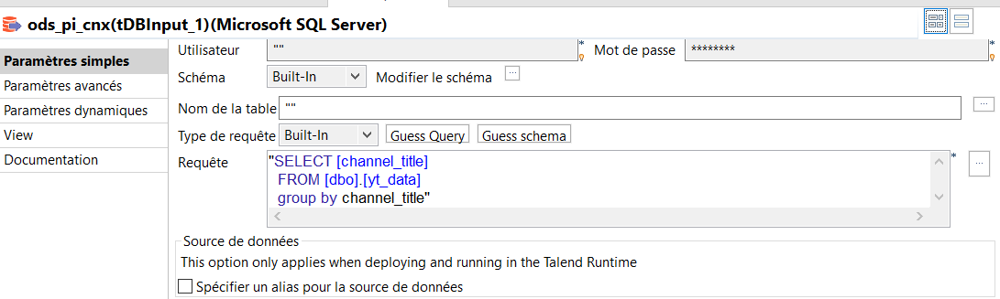 ods_pi_cnx(tDBInput_1)(Microsoft SQL Server)
Paramètres simples
Paramètres avancés
Paramètres dynamiques
View
Documentation
Utilisateur "" * Mot de passe ******** *
Schéma Built-In Modifier le schéma ...
Nom de la table "" ...
Type de requête Built-In Guess Query Guess schema
Requête "SELECT [channel_title] * ...
FROM [dbo].[yt_data]
group by channel_title"
Source de données
This option only applies when deploying and running in the Talend Runtime
Spécifier un alias pour la source de données